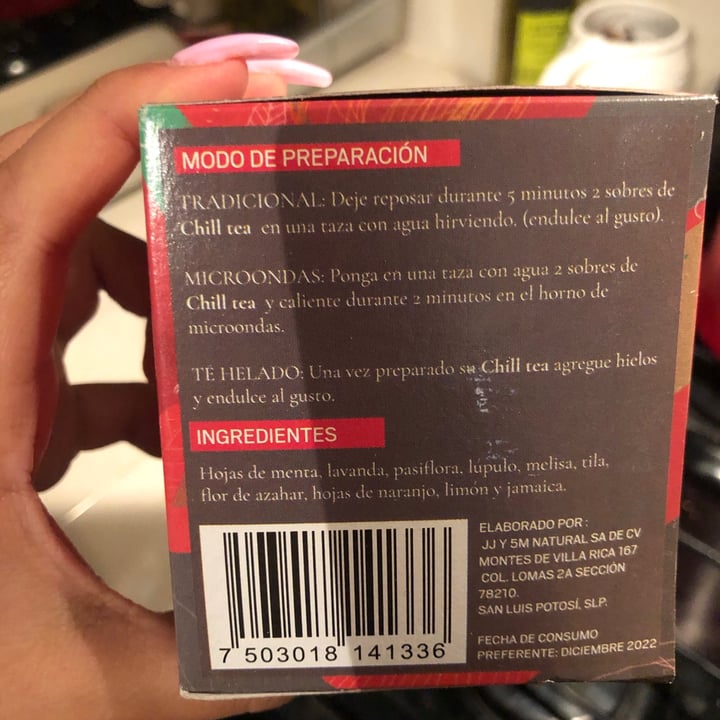 MODO DE PREPARACIÓN
TRADICIONAL: Deje reposar durante 5 minutos 2 sobres de
Chill tea en una taza con agua hirviendo. (endulce al gusto).
MICROONDAS: Ponga en una taza con agua 2 sobres de
Chill tea y caliente durante 2 minutos en el horno de
microondas.
TÉ HELADO: Una vez preparado su Chill tea agregue hielos
y endulce al gusto.
INGREDIENTES
Hojas de menta, lavanda, pasiflora, lúpulo, melisa, tila,
flor de azahar, hojas de naranjo, limón y jamaica.
ELABORADO POR:
JJ Y 5M NATURAL SA DE CV
MONTES DE VILLA RICA 167
COL. LOMAS 2A SECCIÓN
78210.
SAN LUIS POTOSÍ, SLP.
FECHA DE CONSUMO
PREFERENTE: DICIEMBRE 2022
7 503018 141336